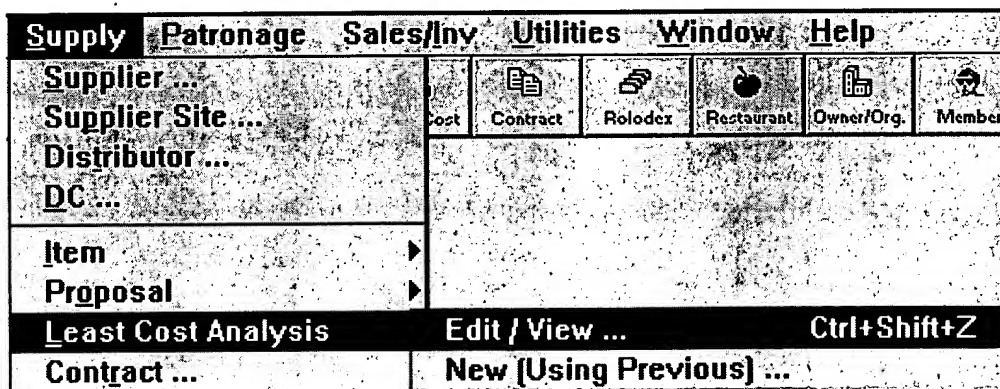 Supply Patronage Sales/Inv Utilities Window Help
Supplier ...
Supplier Site ...
Distributor ...
DC ...
Cost Contract Rolodex Restaurant Owner/Org. Member
Item
Proposal
Least Cost Analysis Edit / View ... Ctrl+Shift+Z
Contract ... New (Using Previous) ...